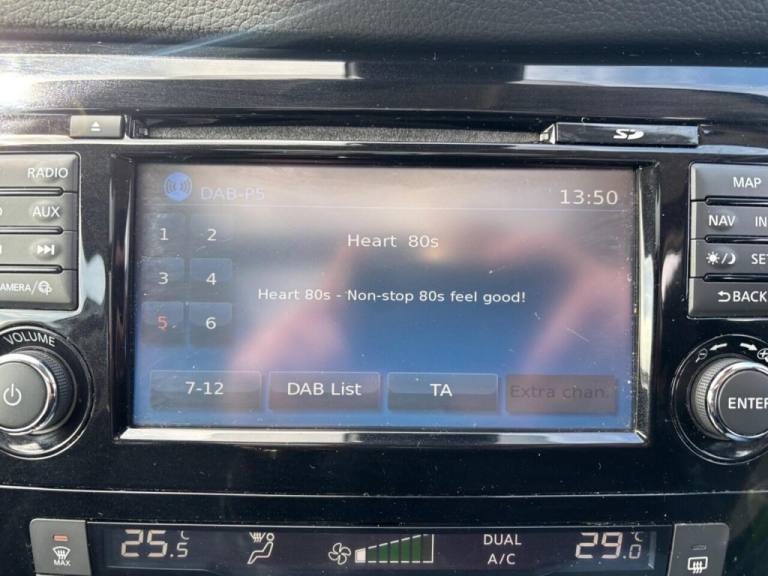 SD
RADIO
MAP
DAB-P5
13:50
AUX
NAV
1
2
Heart 80s
3
4
Heart 80s - Non-stop 80s feel good!
BACK
5
6
VOLUME
7-12
DAB List
TA
Extra chan.
ENTER
MAX
25.5°C
DUAL
A/C
29.0°C